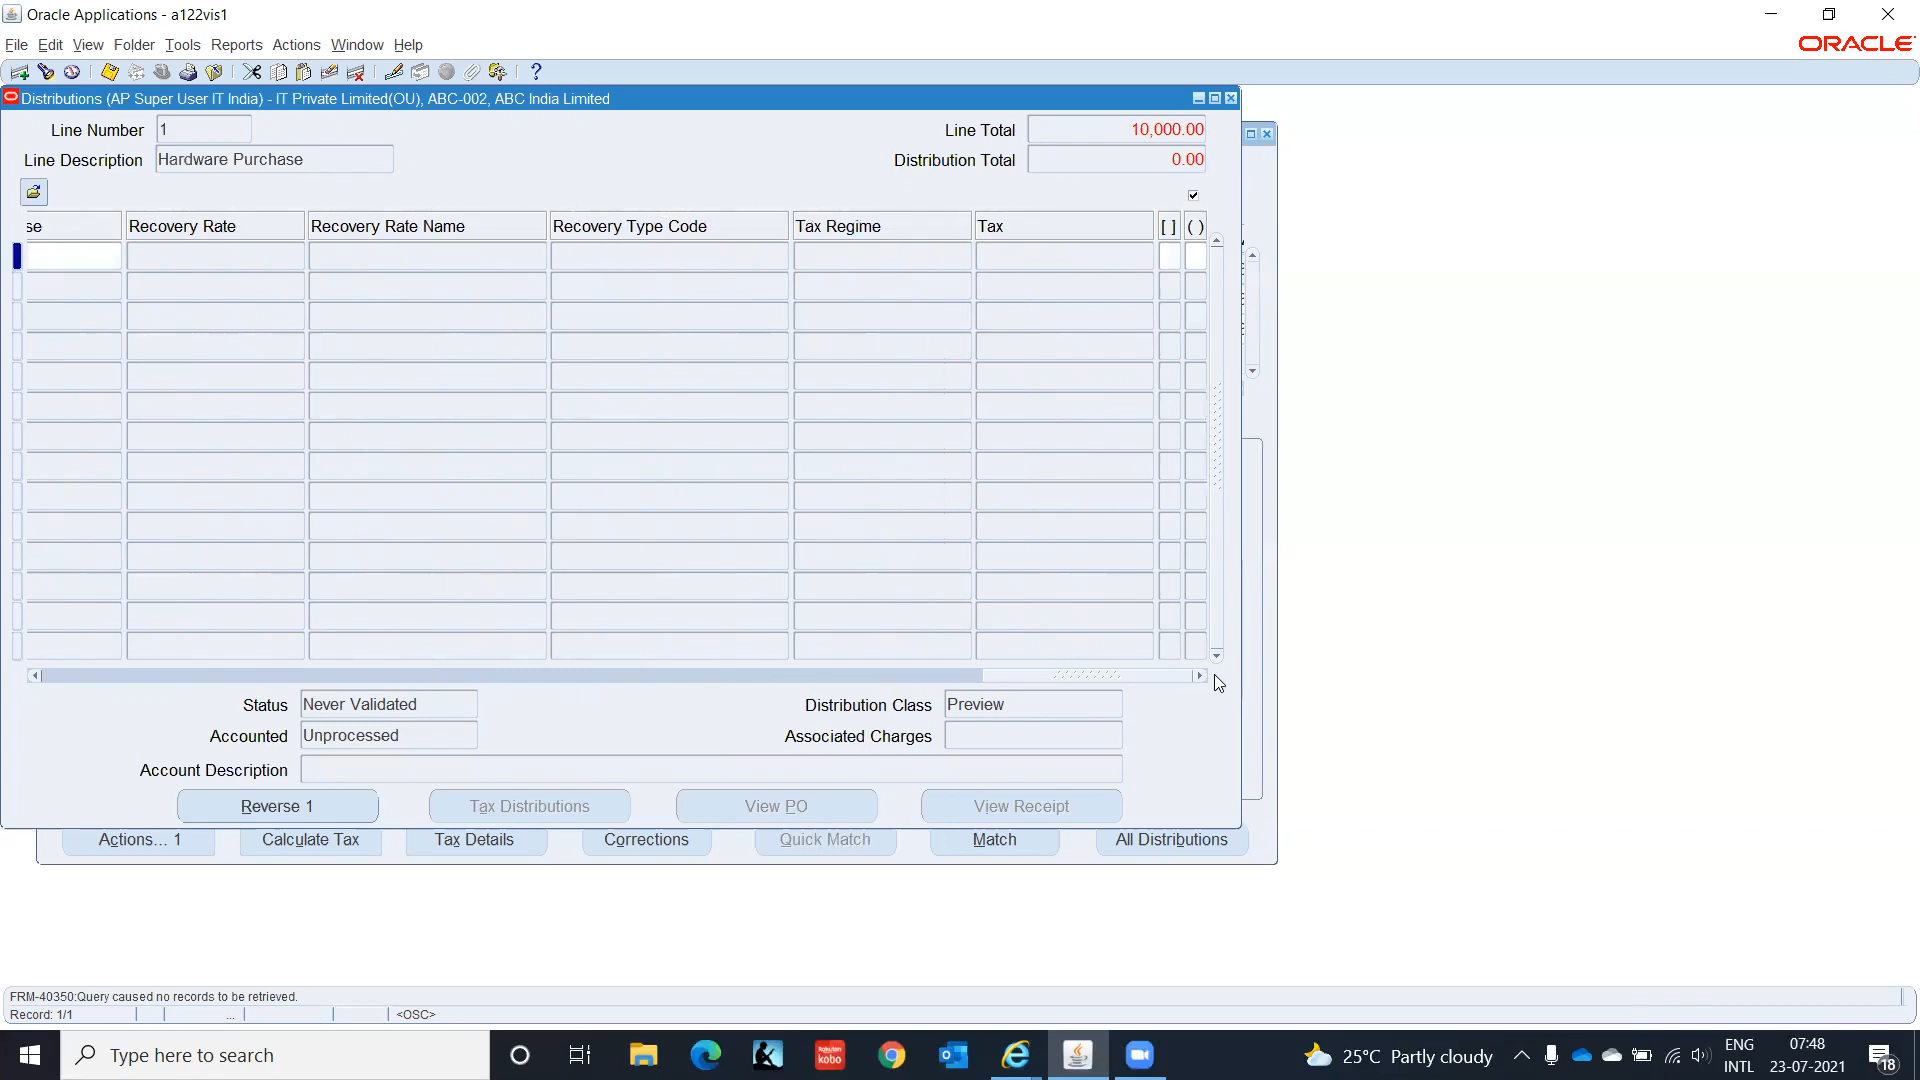 Oracle Applications - a122vis1
File Edit View Folder Tools Reports Actions Window Help
ORACLE
Distributions (AP Super User IT India) - IT Private Limited(OU), ABC-002, ABC India Limited
Line Number 1 Line Total 10,000.00
Line Description Hardware Purchase Distribution Total 0.00
se Recovery Rate Recovery Rate Name Recovery Type Code Tax Regime Tax [ ] ( )
Status Never Validated Distribution Class Preview
Accounted Unprocessed Associated Charges
Account Description
Reverse 1 Tax Distributions View PO View Receipt
Actions... 1 Calculate Tax Tax Details Corrections Quick Match Match All Distributions
FRM-40350:Query caused no records to be retrieved.
Record: 1/1 ... <OSC>
Type here to search
Rakuten kobo
25°C Partly cloudy
ENG 07:48
INTL 23-07-2021
18